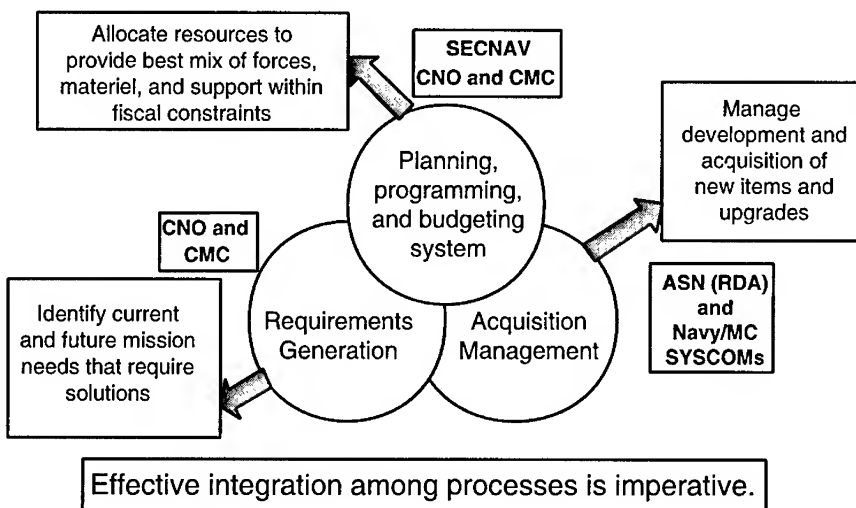 Allocate resources to
provide best mix of forces,
materiel, and support within
fiscal constraints
SECNAV
CNO and CMC
Manage
development and
acquisition of
new items and
upgrades
Planning,
programming,
and budgeting
system
CNO and
CMC
ASN (RDA)
and
Navy/MC
SYSCOMs
Identify current
and future mission
needs that require
solutions
Requirements
Generation
Acquisition
Management
Effective integration among processes is imperative.